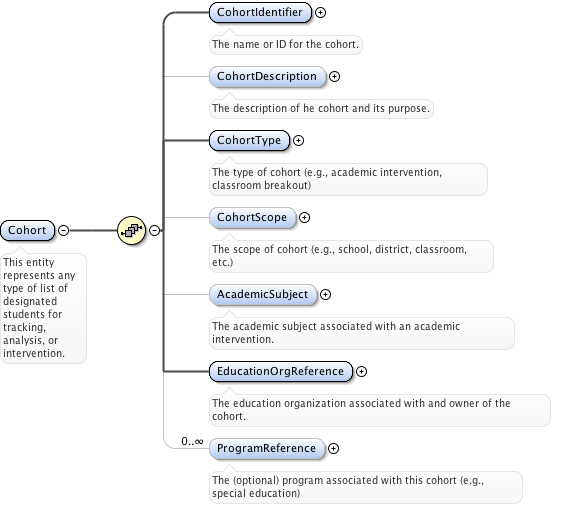 CohortIdentifier
The name or ID for the cohort.
CohortDescription
The description of he cohort and its purpose.
CohortType
The type of cohort (e.g., academic intervention,
classroom breakout)
Cohort
This entity
represents any
type of list of
designated
students for
tracking,
analysis, or
intervention.
CohortScope
The scope of cohort (e.g., school, district, classroom,
etc.)
AcademicSubject
The academic subject associated with an academic
intervention.
EducationOrgReference
The education organization associated with and owner of the
cohort.
0..∞
ProgramReference
The (optional) program associated with this cohort (e.g.,
special education)